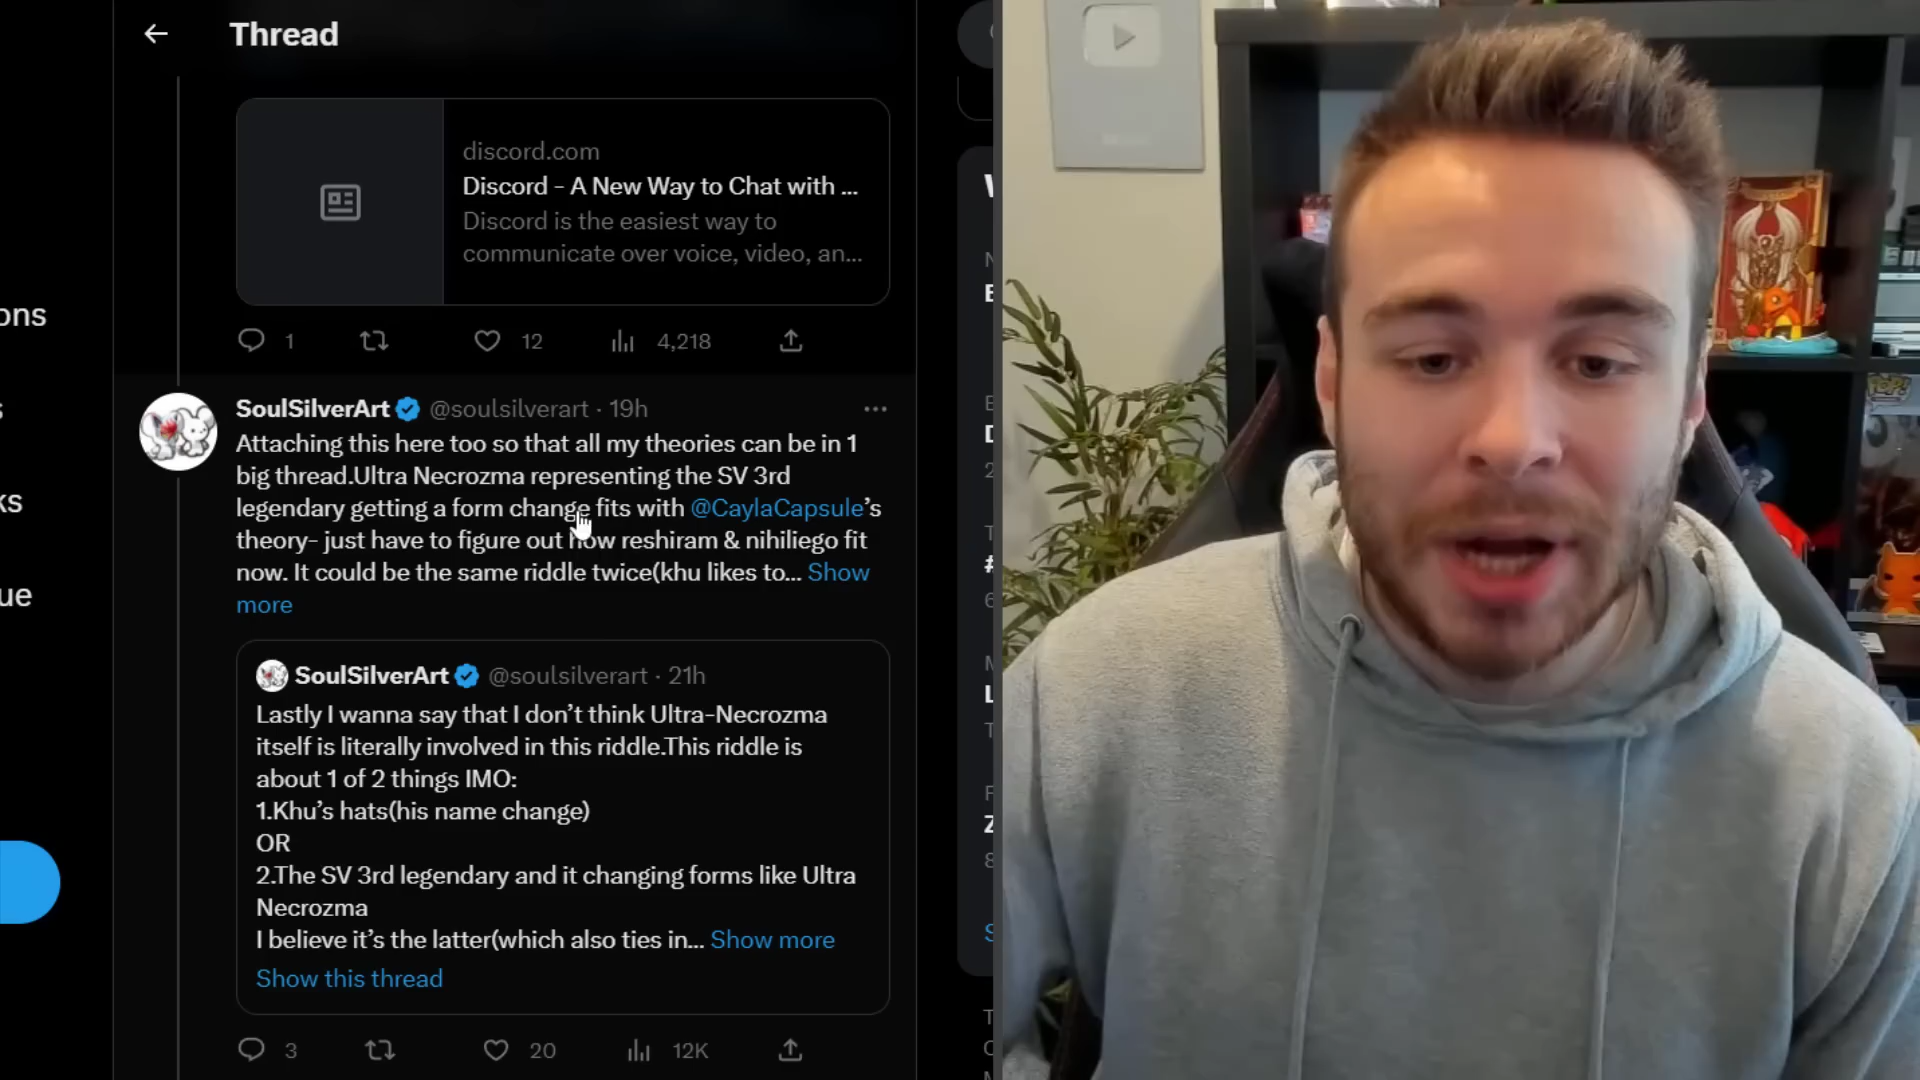 Thread
discord.com
Discord - A New Way to Chat with ...
Discord is the easiest way to
communicate over voice, video, an...
ons
1
12
4,218
SoulSilverArt @soulsilverart · 19h
Attaching this here too so that all my theories can be in 1
big thread.Ultra Necrozma representing the SV 3rd
legendary getting a form change fits with @CaylaCapsule's
theory- just have to figure out how reshiram & nihiliego fit
now. It could be the same riddle twice(khu likes to... Show
more
ks
ue
SoulSilverArt @soulsilverart · 21h
Lastly I wanna say that I don't think Ultra-Necrozma
itself is literally involved in this riddle.This riddle is
about 1 of 2 things IMO:
1.Khu's hats(his name change)
OR
2.The SV 3rd legendary and it changing forms like Ultra
Necrozma
I believe it's the latter(which also ties in... Show more
Show this thread
3
20
12K
POP!